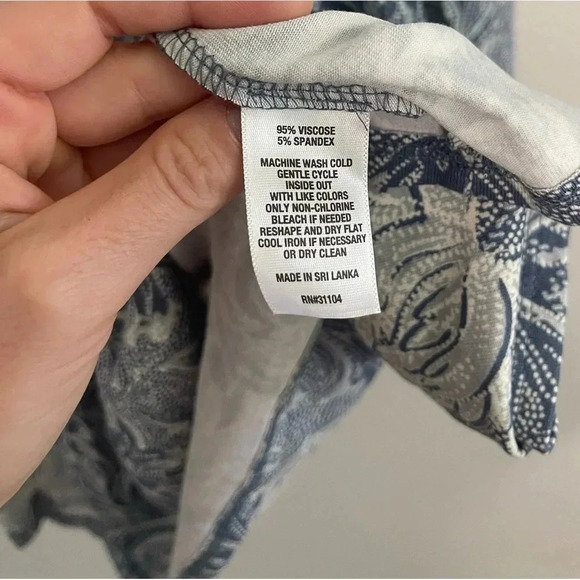 95% VISCOSE
5% SPANDEX
MACHINE WASH COLD
GENTLE CYCLE
INSIDE OUT
WITH LIKE COLORS
ONLY NON-CHLORINE
BLEACH IF NEEDED
RESHAPE AND DRY FLAT
COOL IRON IF NECESSARY
OR DRY CLEAN
MADE IN SRI LANKA
RN#31104